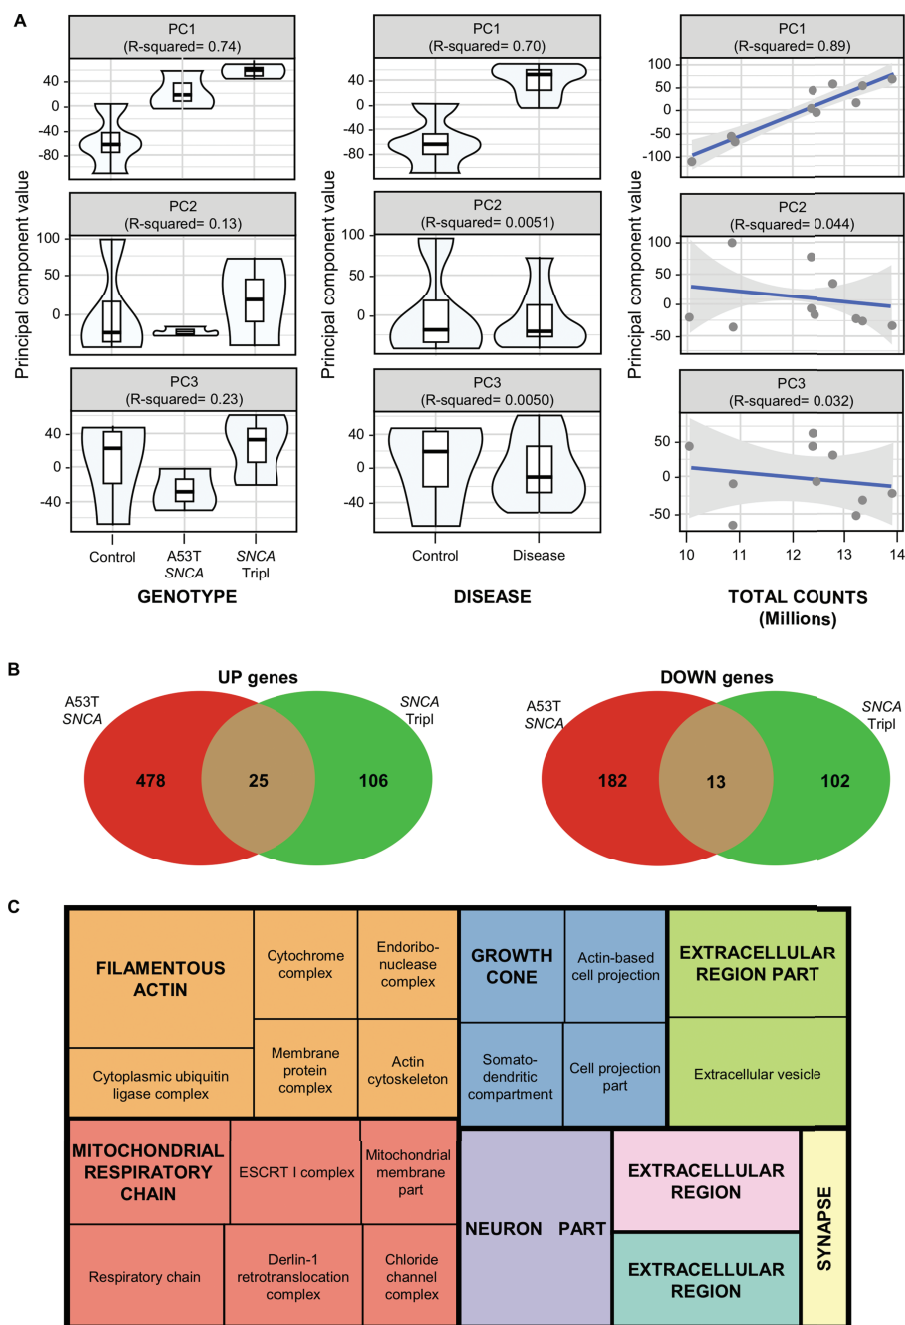 A
Principal component value
PC1
(R-squared= 0.74)
40
0
-40
-80
PC2
(R-squared= 0.13)
100
50
0
PC3
(R-squared= 0.23)
40
0
-40
Control
A53T
SNCA
SNCA
Tripl
GENOTYPE
Principal component value
PC1
(R-squared= 0.70)
40
0
-40
-80
PC2
(R-squared= 0.0051)
50
0
PC3
(R-squared= 0.0050)
40
0
-40
Control
Disease
DISEASE
Principal component value
PC1
(R-squared= 0.89)
100
50
0
-50
-100
PC2
(R-squared= 0.044)
100
50
0
-50
PC3
(R-squared= 0.032)
50
0
-50
10 11 12 13 14
TOTAL COUNTS
(Millions)
B
UP genes
A53T
SNCA
SNCA
Tripl
478 25 106
DOWN genes
A53T
SNCA
SNCA
Tripl
182 13 102
C
FILAMENTOUS
ACTIN
Cytochrome
complex
Endoribo-
nuclease
complex
Cytoplasmic ubiquitin
ligase complex
Membrane
protein
complex
Actin
cytoskeleton
GROWTH
CONE
Actin-based
cell projection
Somato-
dendritic
compartment
Cell projection
part
EXTRACELLULAR
REGION PART
Extracellular vesicle
MITOCHONDRIAL
RESPIRATORY
CHAIN
ESCRT I complex
Mitochondrial
membrane
part
Respiratory chain
Derlin-1
retrotranslocation
complex
Chloride
channel
complex
NEURON PART
EXTRACELLULAR
REGION
EXTRACELLULAR
REGION
SYNAPSE